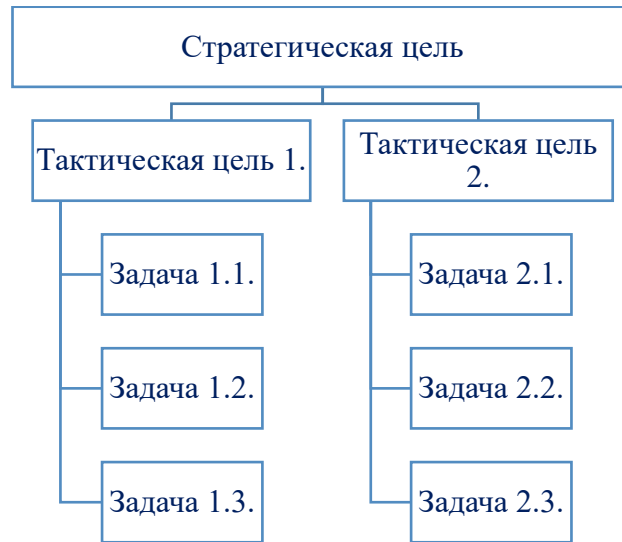 Стратегическая цель
Тактическая цель 1.
Тактическая цель
2.
Задача 1.1.
Задача 2.1.
Задача 1.2.
Задача 2.2.
Задача 1.3.
Задача 2.3.